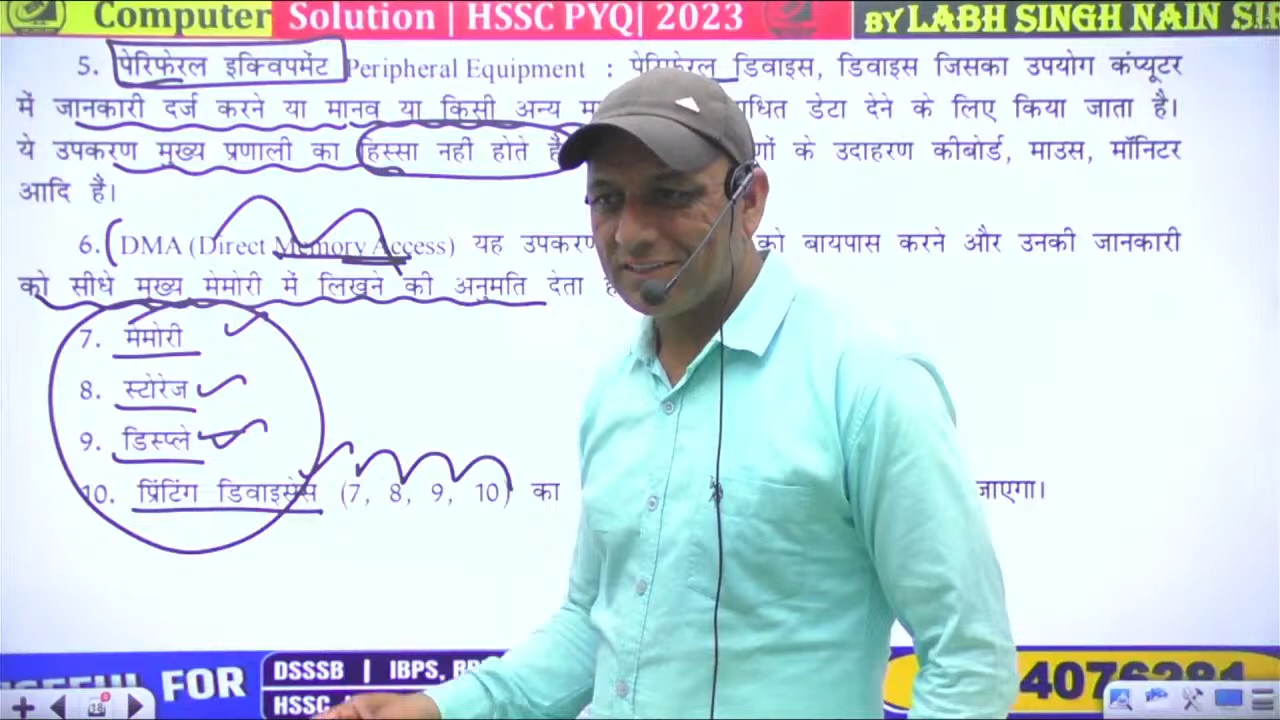 Computer Solution | HSSC PYQ| 2023 BY LABH SINGH NAIN SIR
5. पेरिफेरल इक्विपमेंट Peripheral Equipment : पेरिफेरल डिवाइस, डिवाइस जिसका उपयोग कंप्यूटर
में जानकारी दर्ज करने या मानव या किसी अन्य डेटा देने के लिए किया जाता है।
ये उपकरण मुख्य प्रणाली का हिस्सा नहीं होते के उदाहरण कीबोर्ड, माउस, मॉनिटर
आदि हैं।
6. DMA (Direct Memory Access) यह उपकरण को बायपास करने और उनकी जानकारी
को सीधे मुख्य मेमोरी में लिखने की अनुमति देता
7. मेमोरी
8. स्टोरेज
9. डिस्प्ले
10. प्रिंटिंग डिवाइसेस (7, 8, 9, 10) का जाएगा।
FOR
DSSSB | IBPS,
HSSC,
4076281